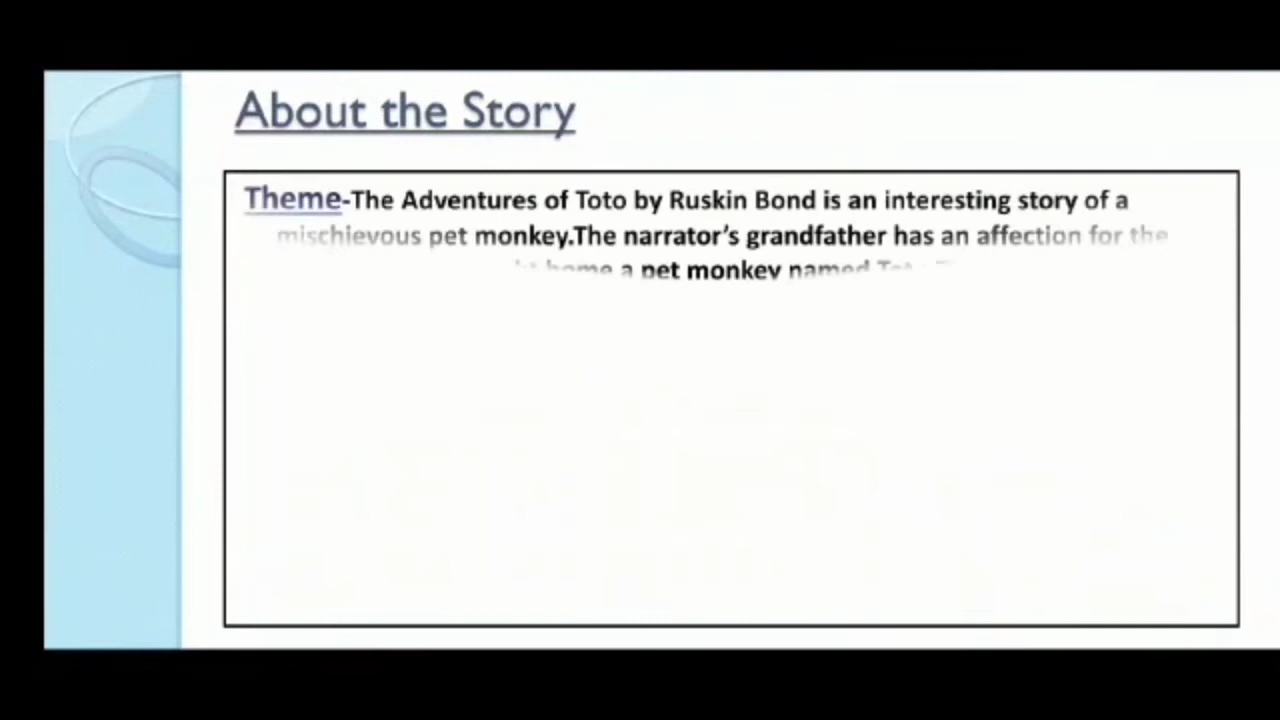 About the Story
Theme-The Adventures of Toto by Ruskin Bond is an interesting story of a
mischievous pet monkey.The narrator's grandfather has an affection for the
home a pet monkey named Toto